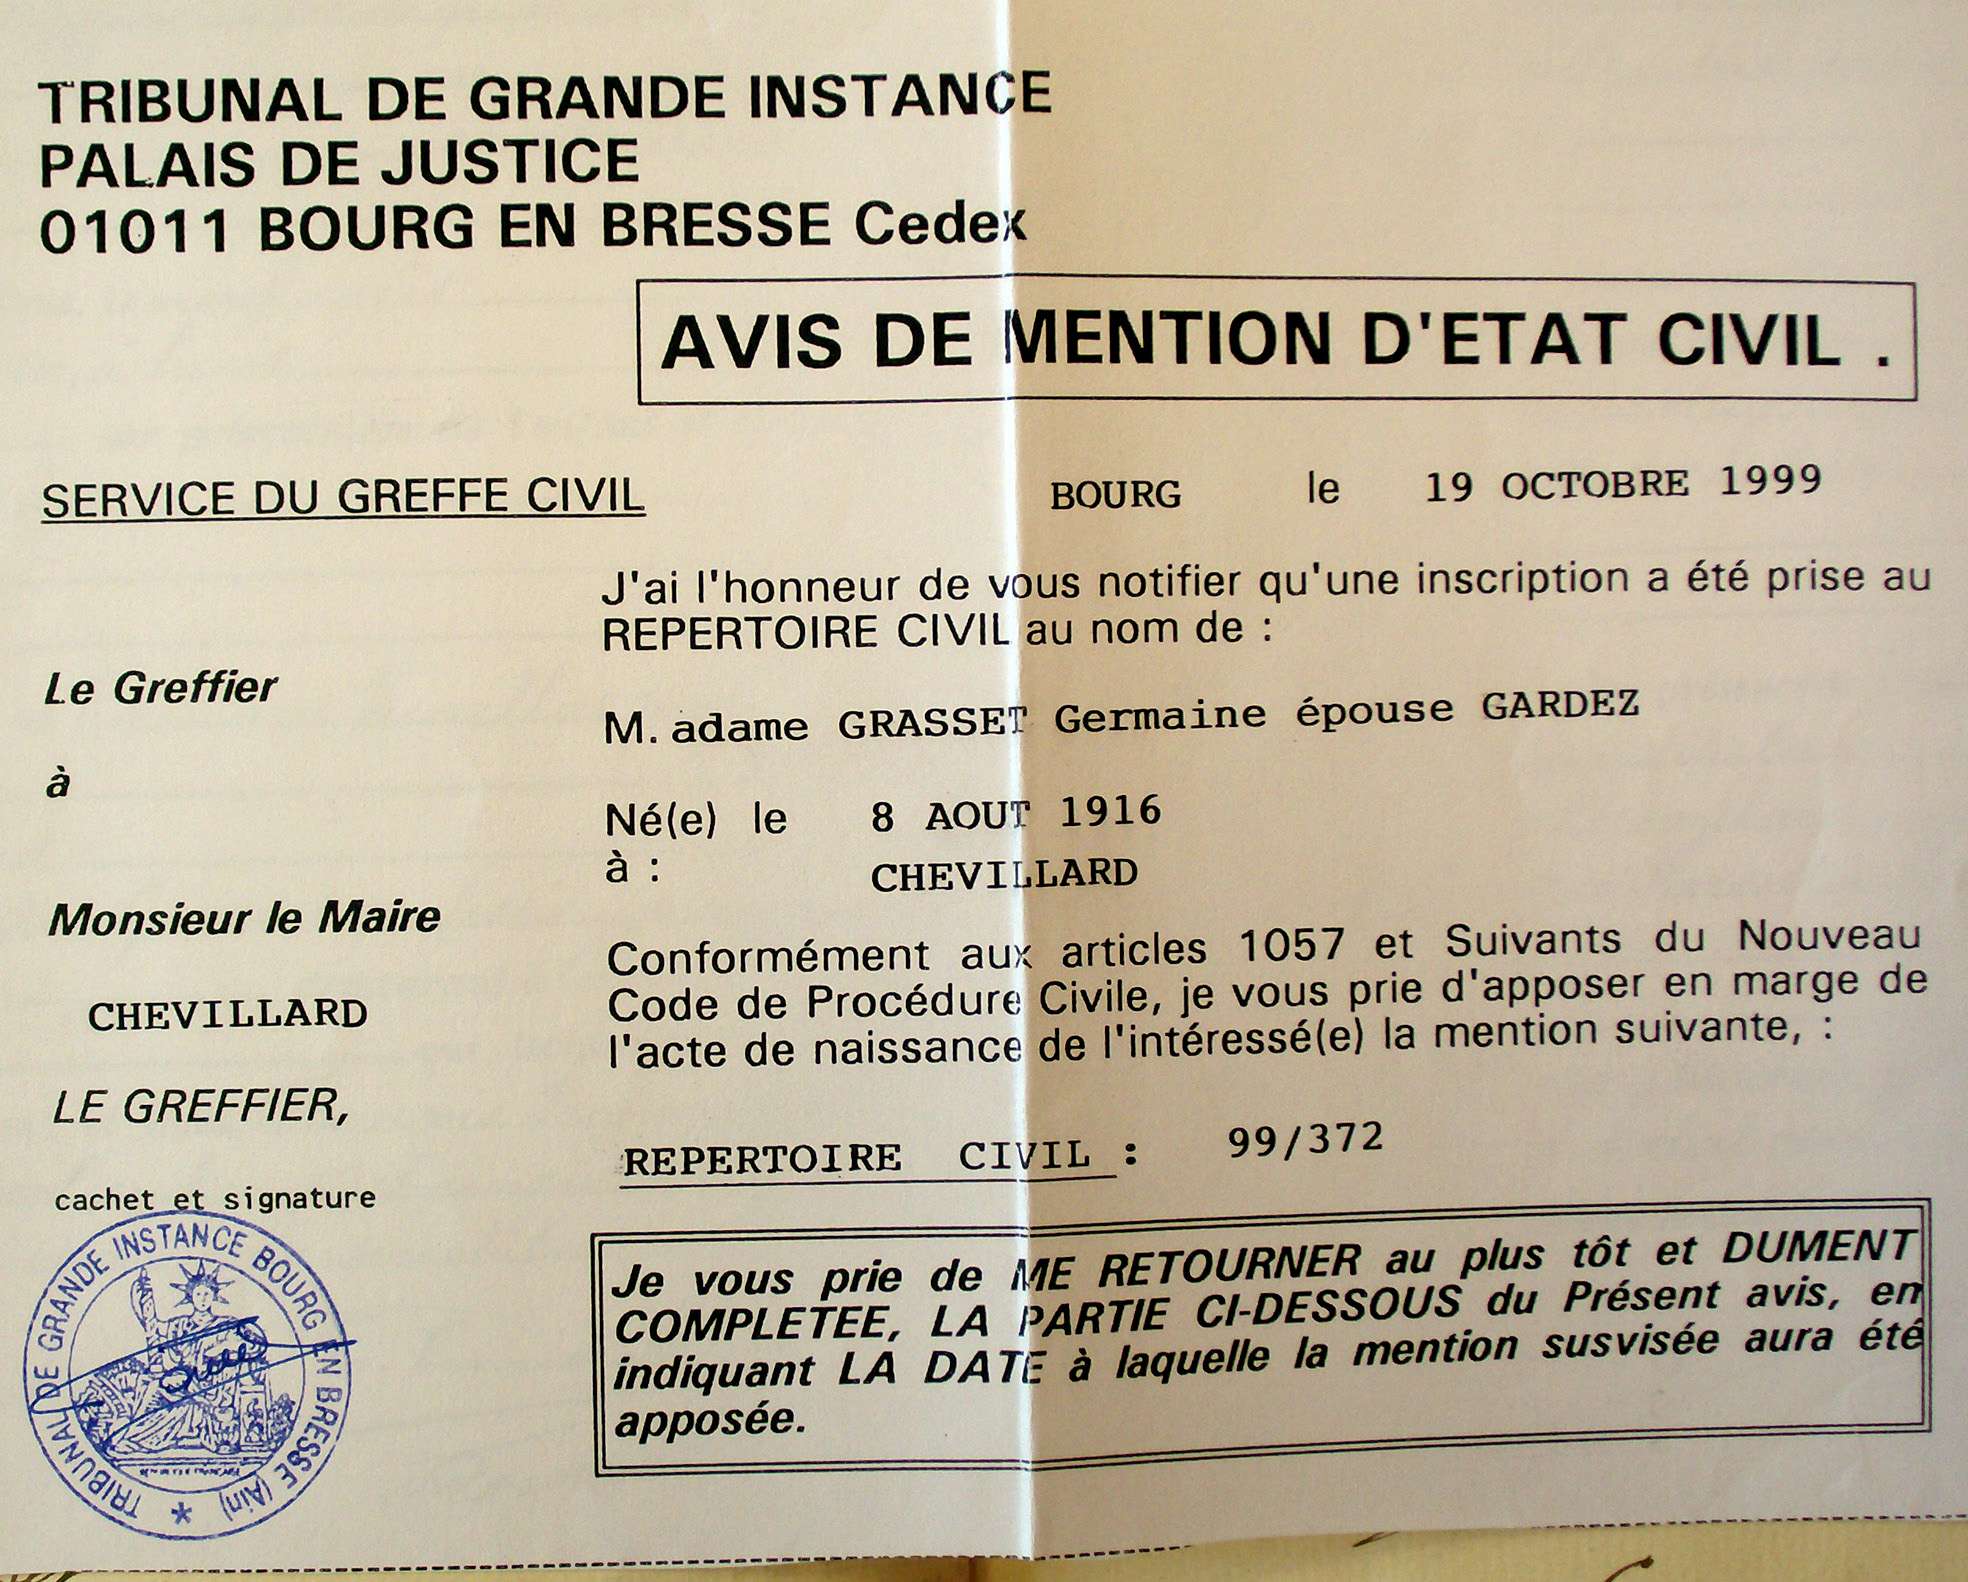 TRIBUNAL DE GRANDE INSTANCE
PALAIS DE JUSTICE
01011 BOURG EN BRESSE Cedex
AVIS DE MENTION D'ETAT CIVIL .
SERVICE DU GREFFE CIVIL
BOURG le 19 OCTOBRE 1999
J'ai l'honneur de vous notifier qu'une inscription a été prise au
REPERTOIRE CIVIL au nom de :
Le Greffier
M. adame GRASSET Germaine épouse GARDEZ
à
Né(e) le 8 AOUT 1916
à : CHEVILLARD
Monsieur le Maire
CHEVILLARD
Conformément aux articles 1057 et Suivants du Nouveau
Code de Procédure Civile, je vous prie d'apposer en marge de
l'acte de naissance de l'intéressé(e) la mention suivante, :
LE GREFFIER,
REPERTOIRE CIVIL : 99/372
cachet et signature
TRIBUNAL DE GRANDE INSTANCE BOURG EN BRESSE (Ain) *
Je vous prie de ME RETOURNER au plus tôt et DUMENT
COMPLETEE, LA PARTIE CI-DESSOUS du Présent avis, en
indiquant LA DATE à laquelle la mention susvisée aura été
apposée.